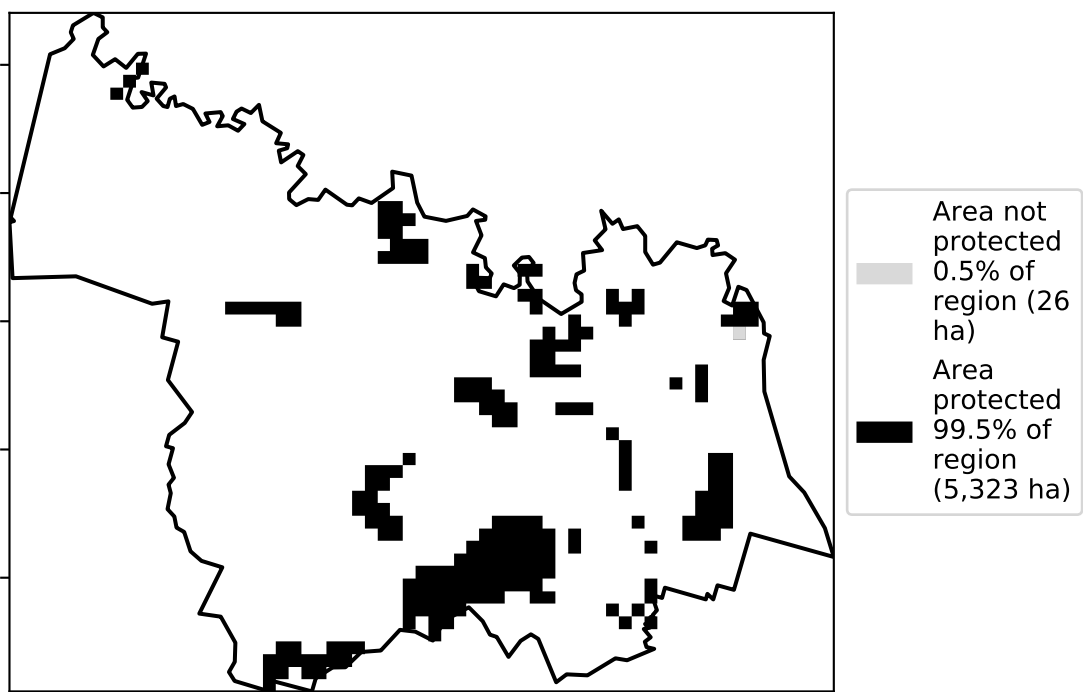 Area not
protected
0.5% of
region (26
ha)
Area
protected
99.5% of
region
(5,323 ha)